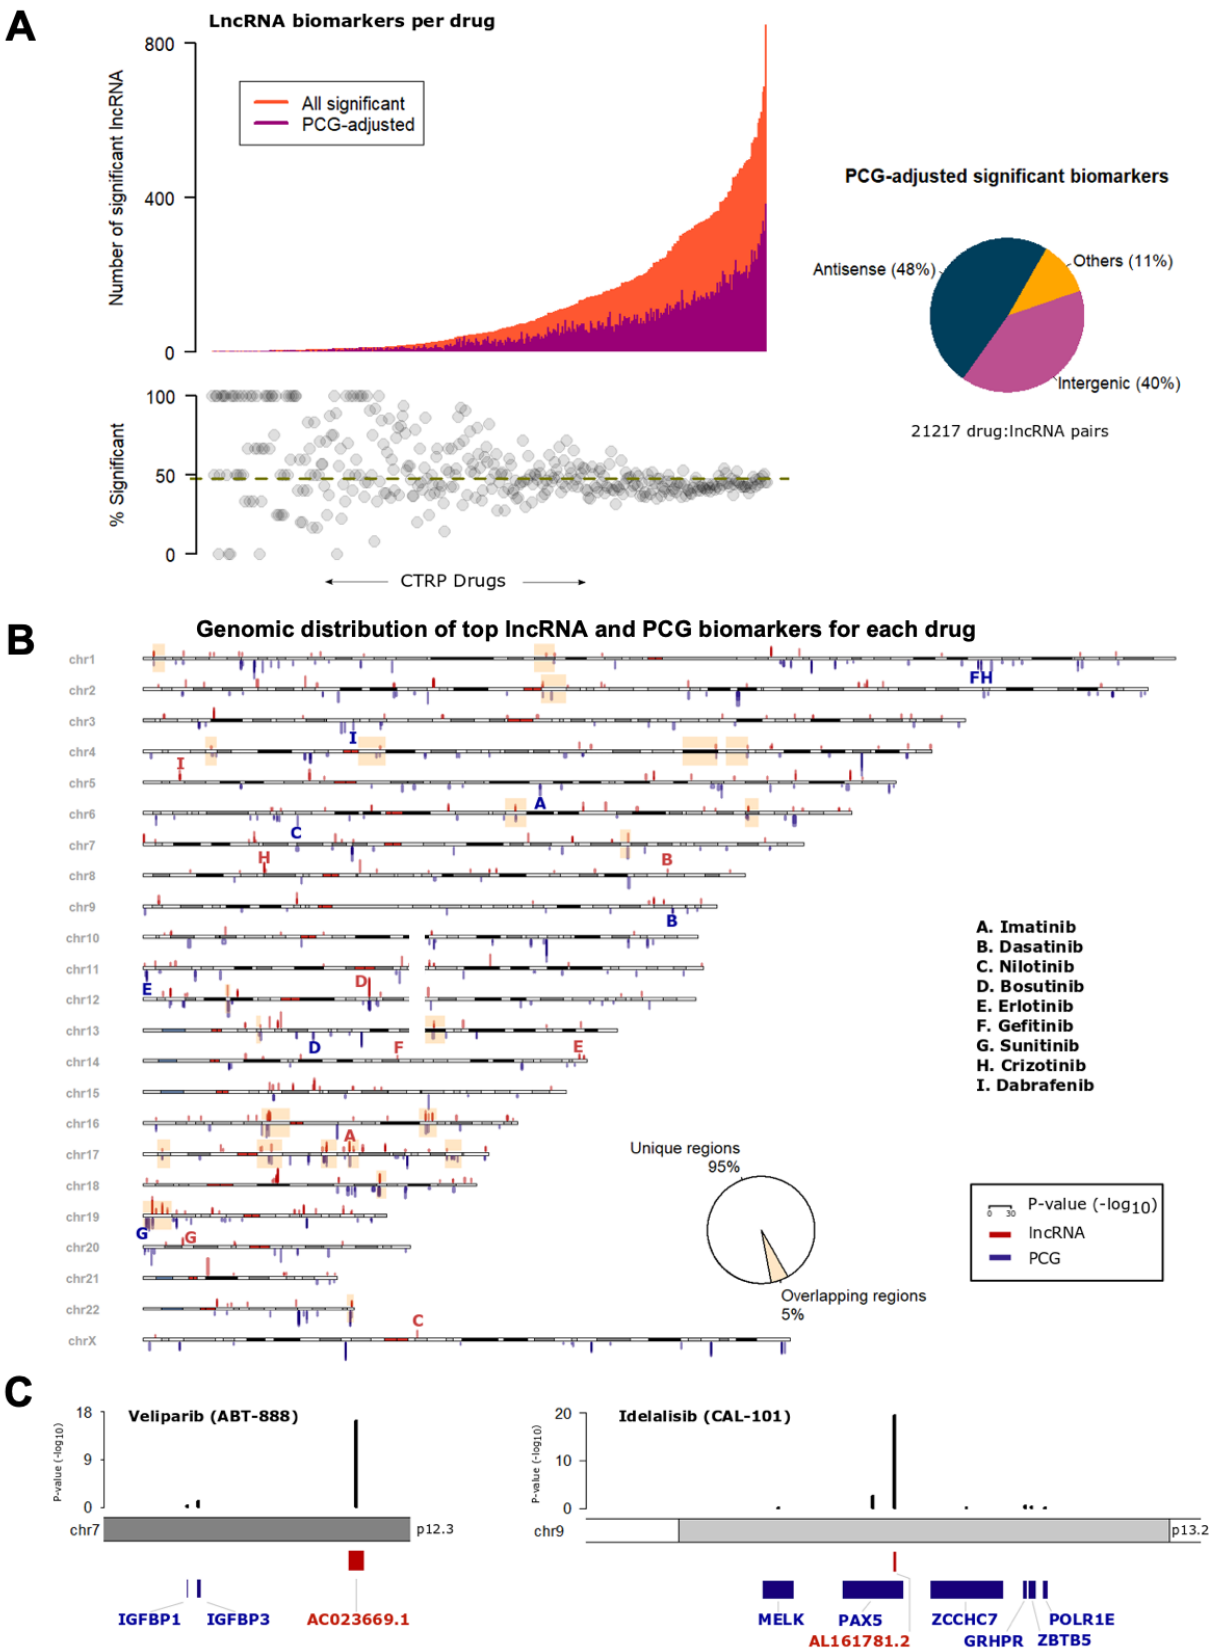 A
LncRNA biomarkers per drug
800
400
0
Number of significant lncRNA
All significant
PCG-adjusted
PCG-adjusted significant biomarkers
Antisense (48%)
Others (11%)
Intergenic (40%)
21217 drug:lncRNA pairs
100
50
0
% Significant
CTRP Drugs
B
Genomic distribution of top lncRNA and PCG biomarkers for each drug
chr1
FH
chr2
chr3
I
chr4
I
chr5
A
chr6
C
chr7
H
B
chr8
chr9
B
chr10
chr11
E
D
chr12
chr13
D
F
E
chr14
chr15
chr16
A
chr17
chr18
chr19
G
G
chr20
chr21
chr22
C
chrX
A. Imatinib
B. Dasatinib
C. Nilotinib
D. Bosutinib
E. Erlotinib
F. Gefitinib
G. Sunitinib
H. Crizotinib
I. Dabrafenib
Unique regions
95%
Overlapping regions
5%
0 30 P-value (-log10)
lncRNA
PCG
C
Veliparib (ABT-888)
18
9
0
P-value (-log10)
chr7
p12.3
IGFBP1
IGFBP3
AC023669.1
Idelalisib (CAL-101)
20
10
0
P-value (-log10)
chr9
p13.2
MELK
PAX5
ZCCHC7
POLR1E
AL161781.2
GRHPR
ZBTB5